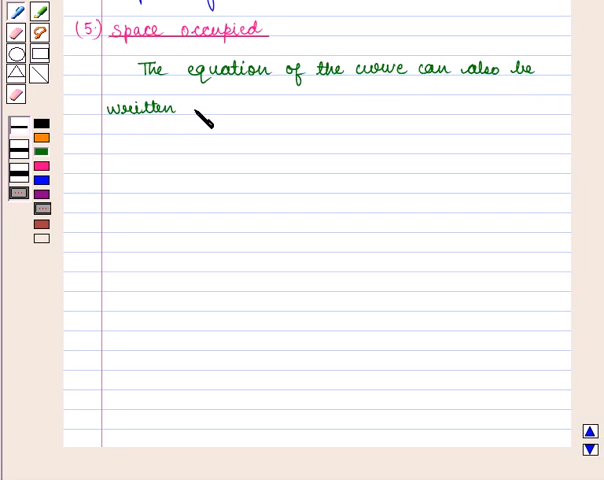 (5.) Space occupied
The equation of the curve can also be
written